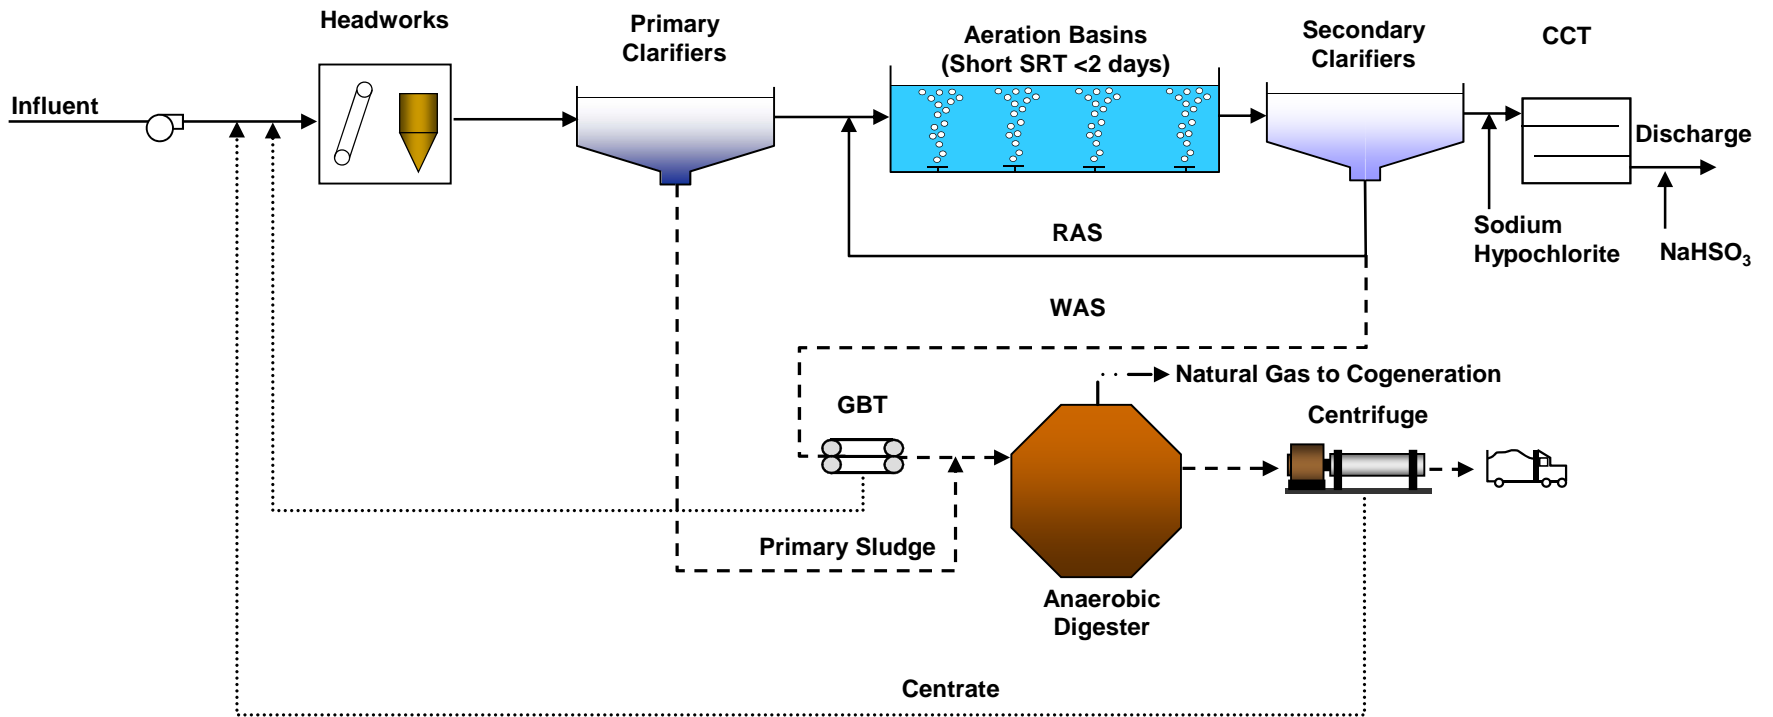 Headworks
Primary
Clarifiers
Aeration Basins
(Short SRT <2 days)
Secondary
Clarifiers
CCT
Influent
Discharge
RAS
Sodium
Hypochlorite
NaHSO₃
WAS
Natural Gas to Cogeneration
GBT
Centrifuge
Primary Sludge
Anaerobic
Digester
Centrate